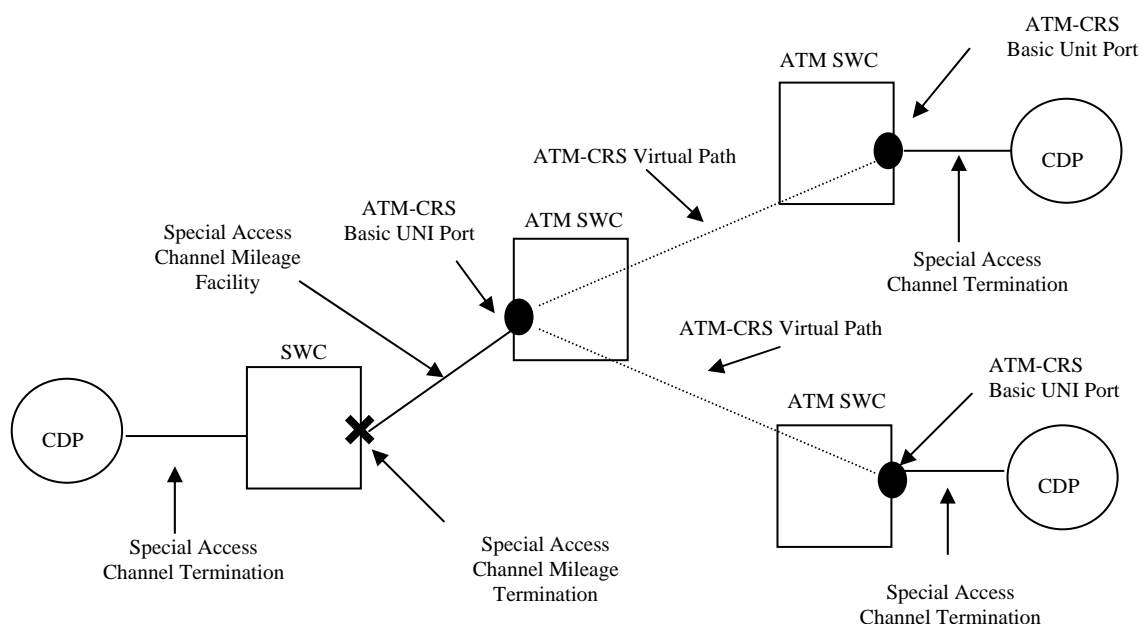 ATM-CRS
Basic Unit Port
ATM SWC
CDP
ATM-CRS Virtual Path
ATM-CRS
Basic UNI Port
ATM SWC
Special Access
Channel Mileage
Facility
Special Access
Channel Termination
ATM-CRS Virtual Path
SWC
ATM-CRS
Basic UNI Port
ATM SWC
CDP
CDP
Special Access
Channel Termination
Special Access
Channel Mileage
Termination
Special Access
Channel Termination